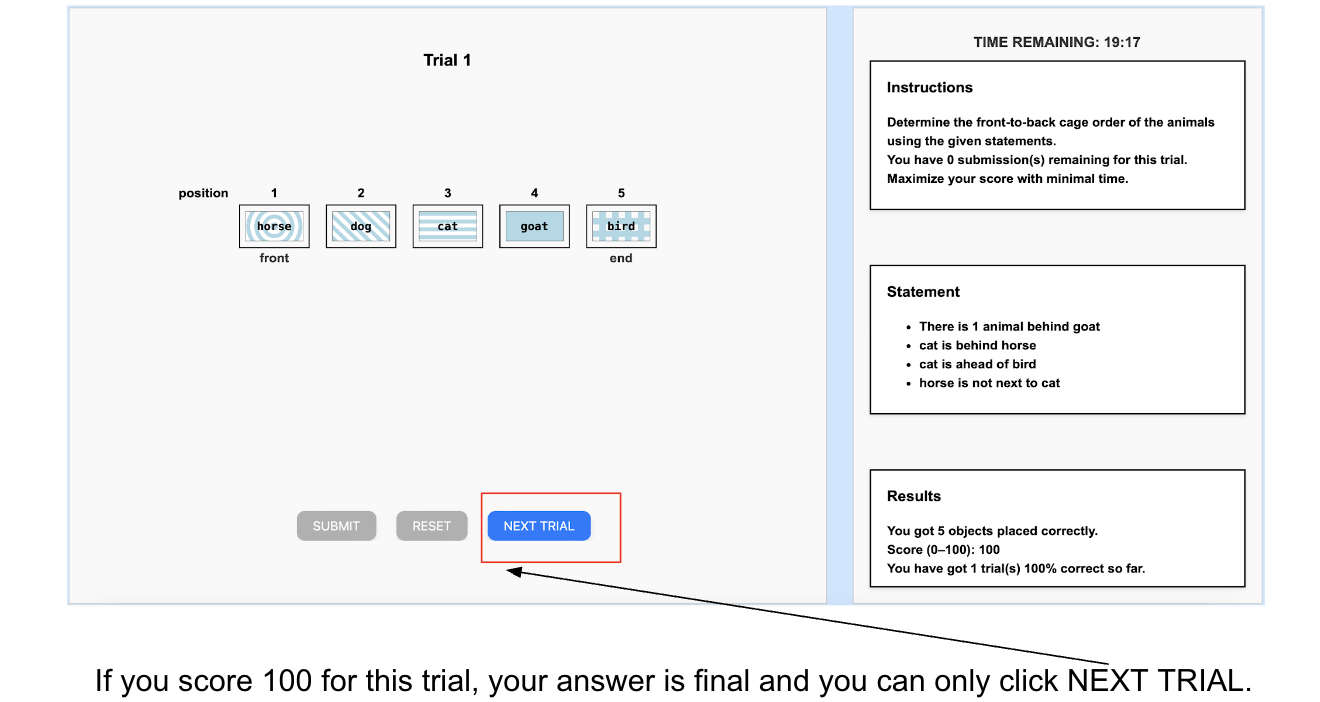 Trial 1
position 1 2 3 4 5
horse dog cat goat bird
front end
SUBMIT RESET NEXT TRIAL
TIME REMAINING: 19:17
Instructions
Determine the front-to-back cage order of the animals
using the given statements.
You have 0 submission(s) remaining for this trial.
Maximize your score with minimal time.
Statement
• There is 1 animal behind goat
• cat is behind horse
• cat is ahead of bird
• horse is not next to cat
Results
You got 5 objects placed correctly.
Score (0–100): 100
You have got 1 trial(s) 100% correct so far.
If you score 100 for this trial, your answer is final and you can only click NEXT TRIAL.